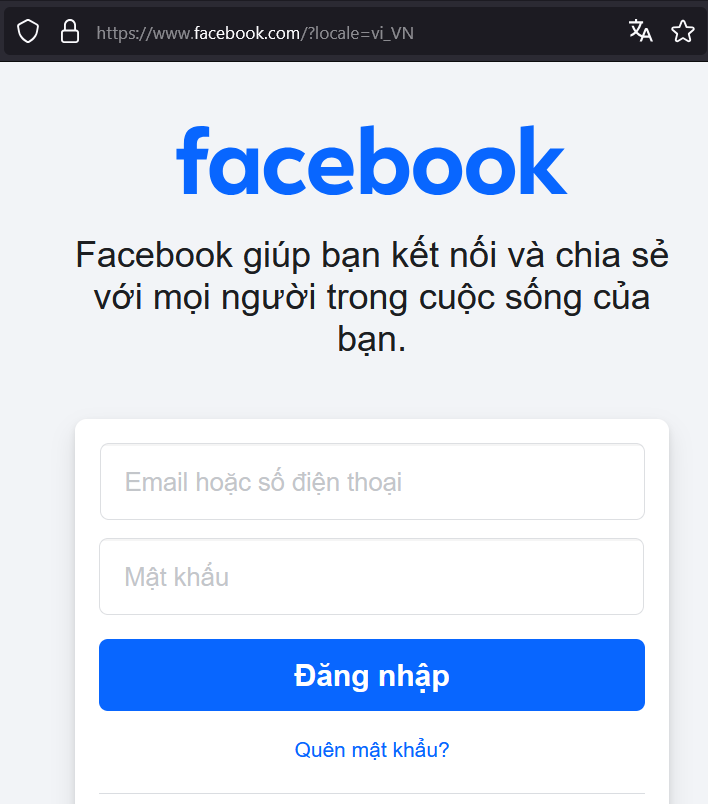 https://www.facebook.com/?locale=vi_VN
facebook
Facebook giúp bạn kết nối và chia sẻ
với mọi người trong cuộc sống của
bạn.
Email hoặc số điện thoại
Mật khẩu
Đăng nhập
Quên mật khẩu?